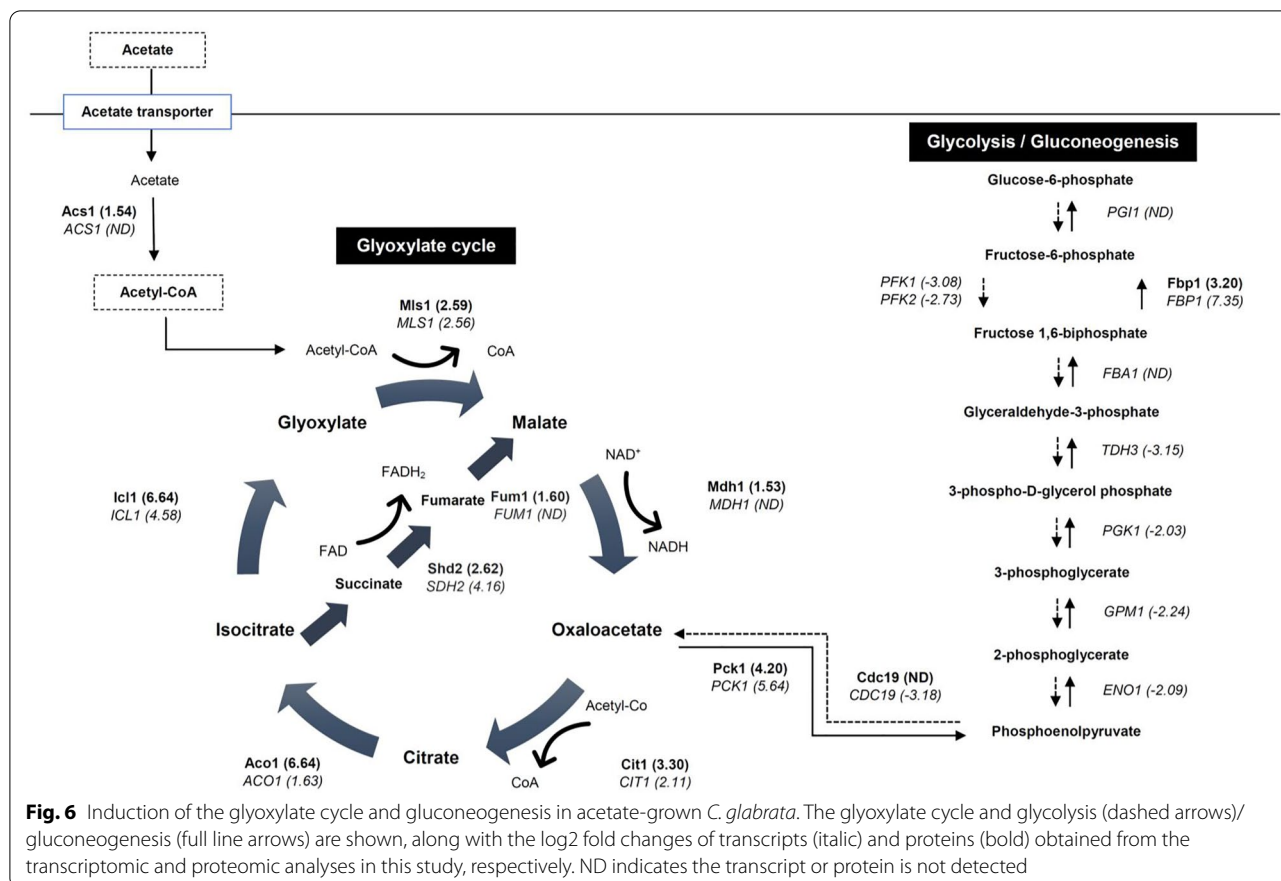 Acetate
Acetate transporter
Acetate
Acs1 (1.54)
ACS1 (ND)
Acetyl-CoA
Glyoxylate cycle
Mls1 (2.59)
MLS1 (2.56)
Acetyl-CoA
CoA
Glyoxylate
Malate
FADH₂
NAD⁺
Fumarate
Fum1 (1.60)
FUM1 (ND)
Mdh1 (1.53)
MDH1 (ND)
Icl1 (6.64)
ICL1 (4.58)
FAD
NADH
Shd2 (2.62)
SDH2 (4.16)
Succinate
Isocitrate
Oxaloacetate
Pck1 (4.20)
PCK1 (5.64)
Cdc19 (ND)
CDC19 (-3.18)
Acetyl-Co
Citrate
CoA
Aco1 (6.64)
ACO1 (1.63)
Cit1 (3.30)
CIT1 (2.11)
Glycolysis / Gluconeogenesis
Glucose-6-phosphate
PGI1 (ND)
Fructose-6-phosphate
PFK1 (-3.08)
PFK2 (-2.73)
Fbp1 (3.20)
FBP1 (7.35)
Fructose 1,6-biphosphate
FBA1 (ND)
Glyceraldehyde-3-phosphate
TDH3 (-3.15)
3-phospho-D-glycerol phosphate
PGK1 (-2.03)
3-phosphoglycerate
GPM1 (-2.24)
2-phosphoglycerate
ENO1 (-2.09)
Phosphoenolpyruvate
Fig. 6 Induction of the glyoxylate cycle and gluconeogenesis in acetate-grown C. glabrata. The glyoxylate cycle and glycolysis (dashed arrows)/
gluconeogenesis (full line arrows) are shown, along with the log2 fold changes of transcripts (italic) and proteins (bold) obtained from the
transcriptomic and proteomic analyses in this study, respectively. ND indicates the transcript or protein is not detected